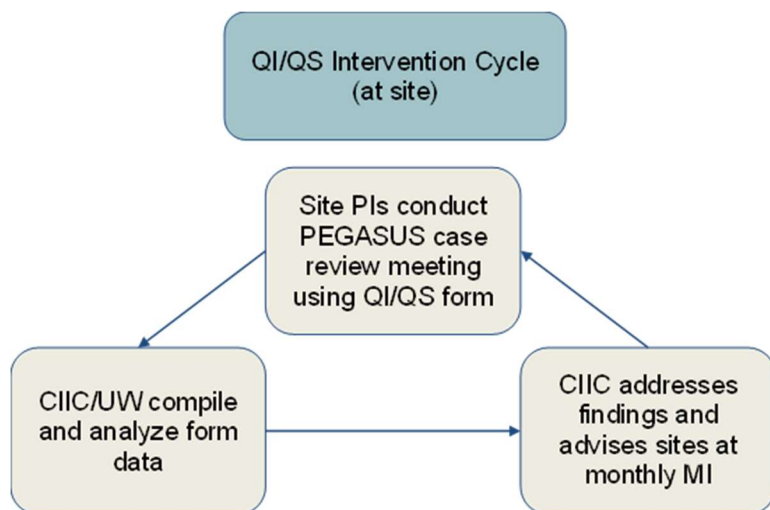 QI/QS Intervention Cycle
(at site)
Site PIs conduct
PEGASUS case
review meeting
using QI/QS form
CIIC/UW compile
and analyze form
data
CIIC addresses
findings and
advises sites at
monthly MI